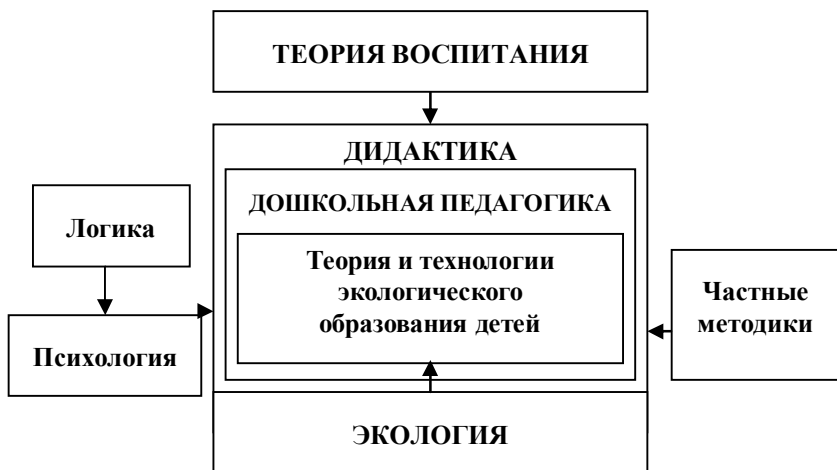 ТЕОРИЯ ВОСПИТАНИЯ
ДИДАКТИКА
ДОШКОЛЬНАЯ ПЕДАГОГИКА
Логика
Теория и технологии
экологического
образования детей
Частные
методики
Психология
ЭКОЛОГИЯ